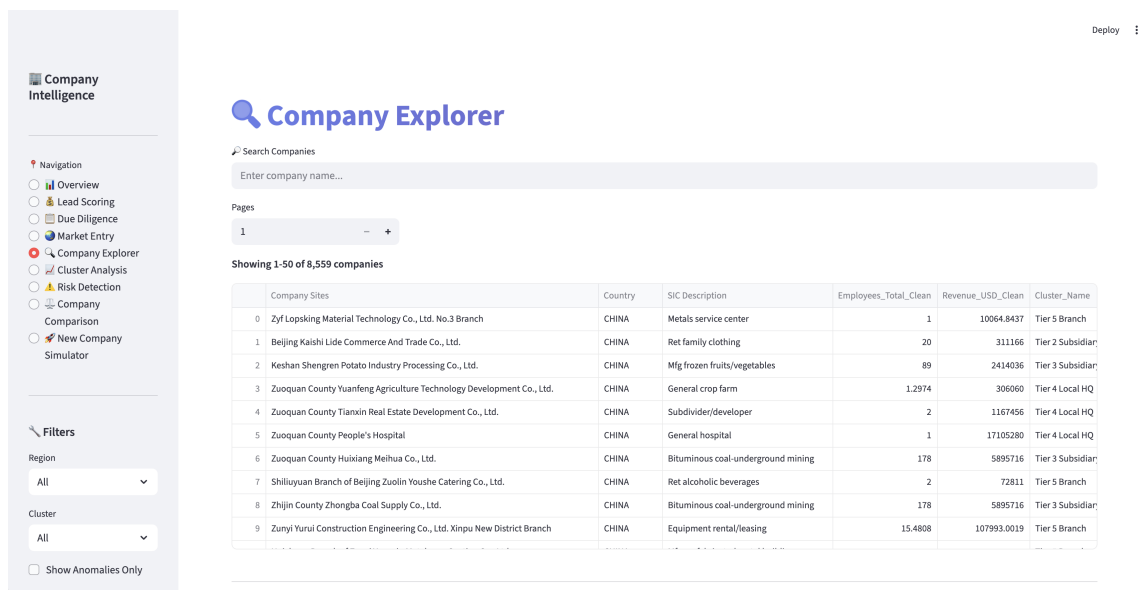 Deploy
Company
Intelligence
Navigation
Overview
Lead Scoring
Due Diligence
Market Entry
Company Explorer
Cluster Analysis
Risk Detection
Company
Comparison
New Company
Simulator
Filters
Region
All
Cluster
All
Show Anomalies Only
Company Explorer
Search Companies
Enter company name...
Pages
1 − +
Showing 1-50 of 8,559 companies
Company Sites Country SIC Description Employees_Total_Clean Revenue_USD_Clean Cluster_Name
0 Zyf Lopsking Material Technology Co., Ltd. No.3 Branch CHINA Metals service center 1 10064.8437 Tier 5 Branch
1 Beijing Kaishi Lide Commerce And Trade Co., Ltd. CHINA Ret family clothing 20 311166 Tier 2 Subsidiary
2 Keshan Shengren Potato Industry Processing Co., Ltd. CHINA Mfg frozen fruits/vegetables 89 2414036 Tier 3 Subsidiary
3 Zuoquan County Yuanfeng Agriculture Technology Development Co., Ltd. CHINA General crop farm 1.2974 306060 Tier 4 Local HQ
4 Zuoquan County Tianxin Real Estate Development Co., Ltd. CHINA Subdivider/developer 2 1167456 Tier 4 Local HQ
5 Zuoquan County People's Hospital CHINA General hospital 1 17105280 Tier 4 Local HQ
6 Zuoquan County Huixiang Meihua Co., Ltd. CHINA Bituminous coal-underground mining 178 5895716 Tier 3 Subsidiary
7 Shiliuyuan Branch of Beijing Zuolin Youshe Catering Co., Ltd. CHINA Ret alcoholic beverages 2 72811 Tier 5 Branch
8 Zhijin County Zhongba Coal Supply Co., Ltd. CHINA Bituminous coal-underground mining 178 5895716 Tier 3 Subsidiary
9 Zunyi Yurui Construction Engineering Co., Ltd. Xinpu New District Branch CHINA Equipment rental/leasing 15.4808 107993.0019 Tier 5 Branch